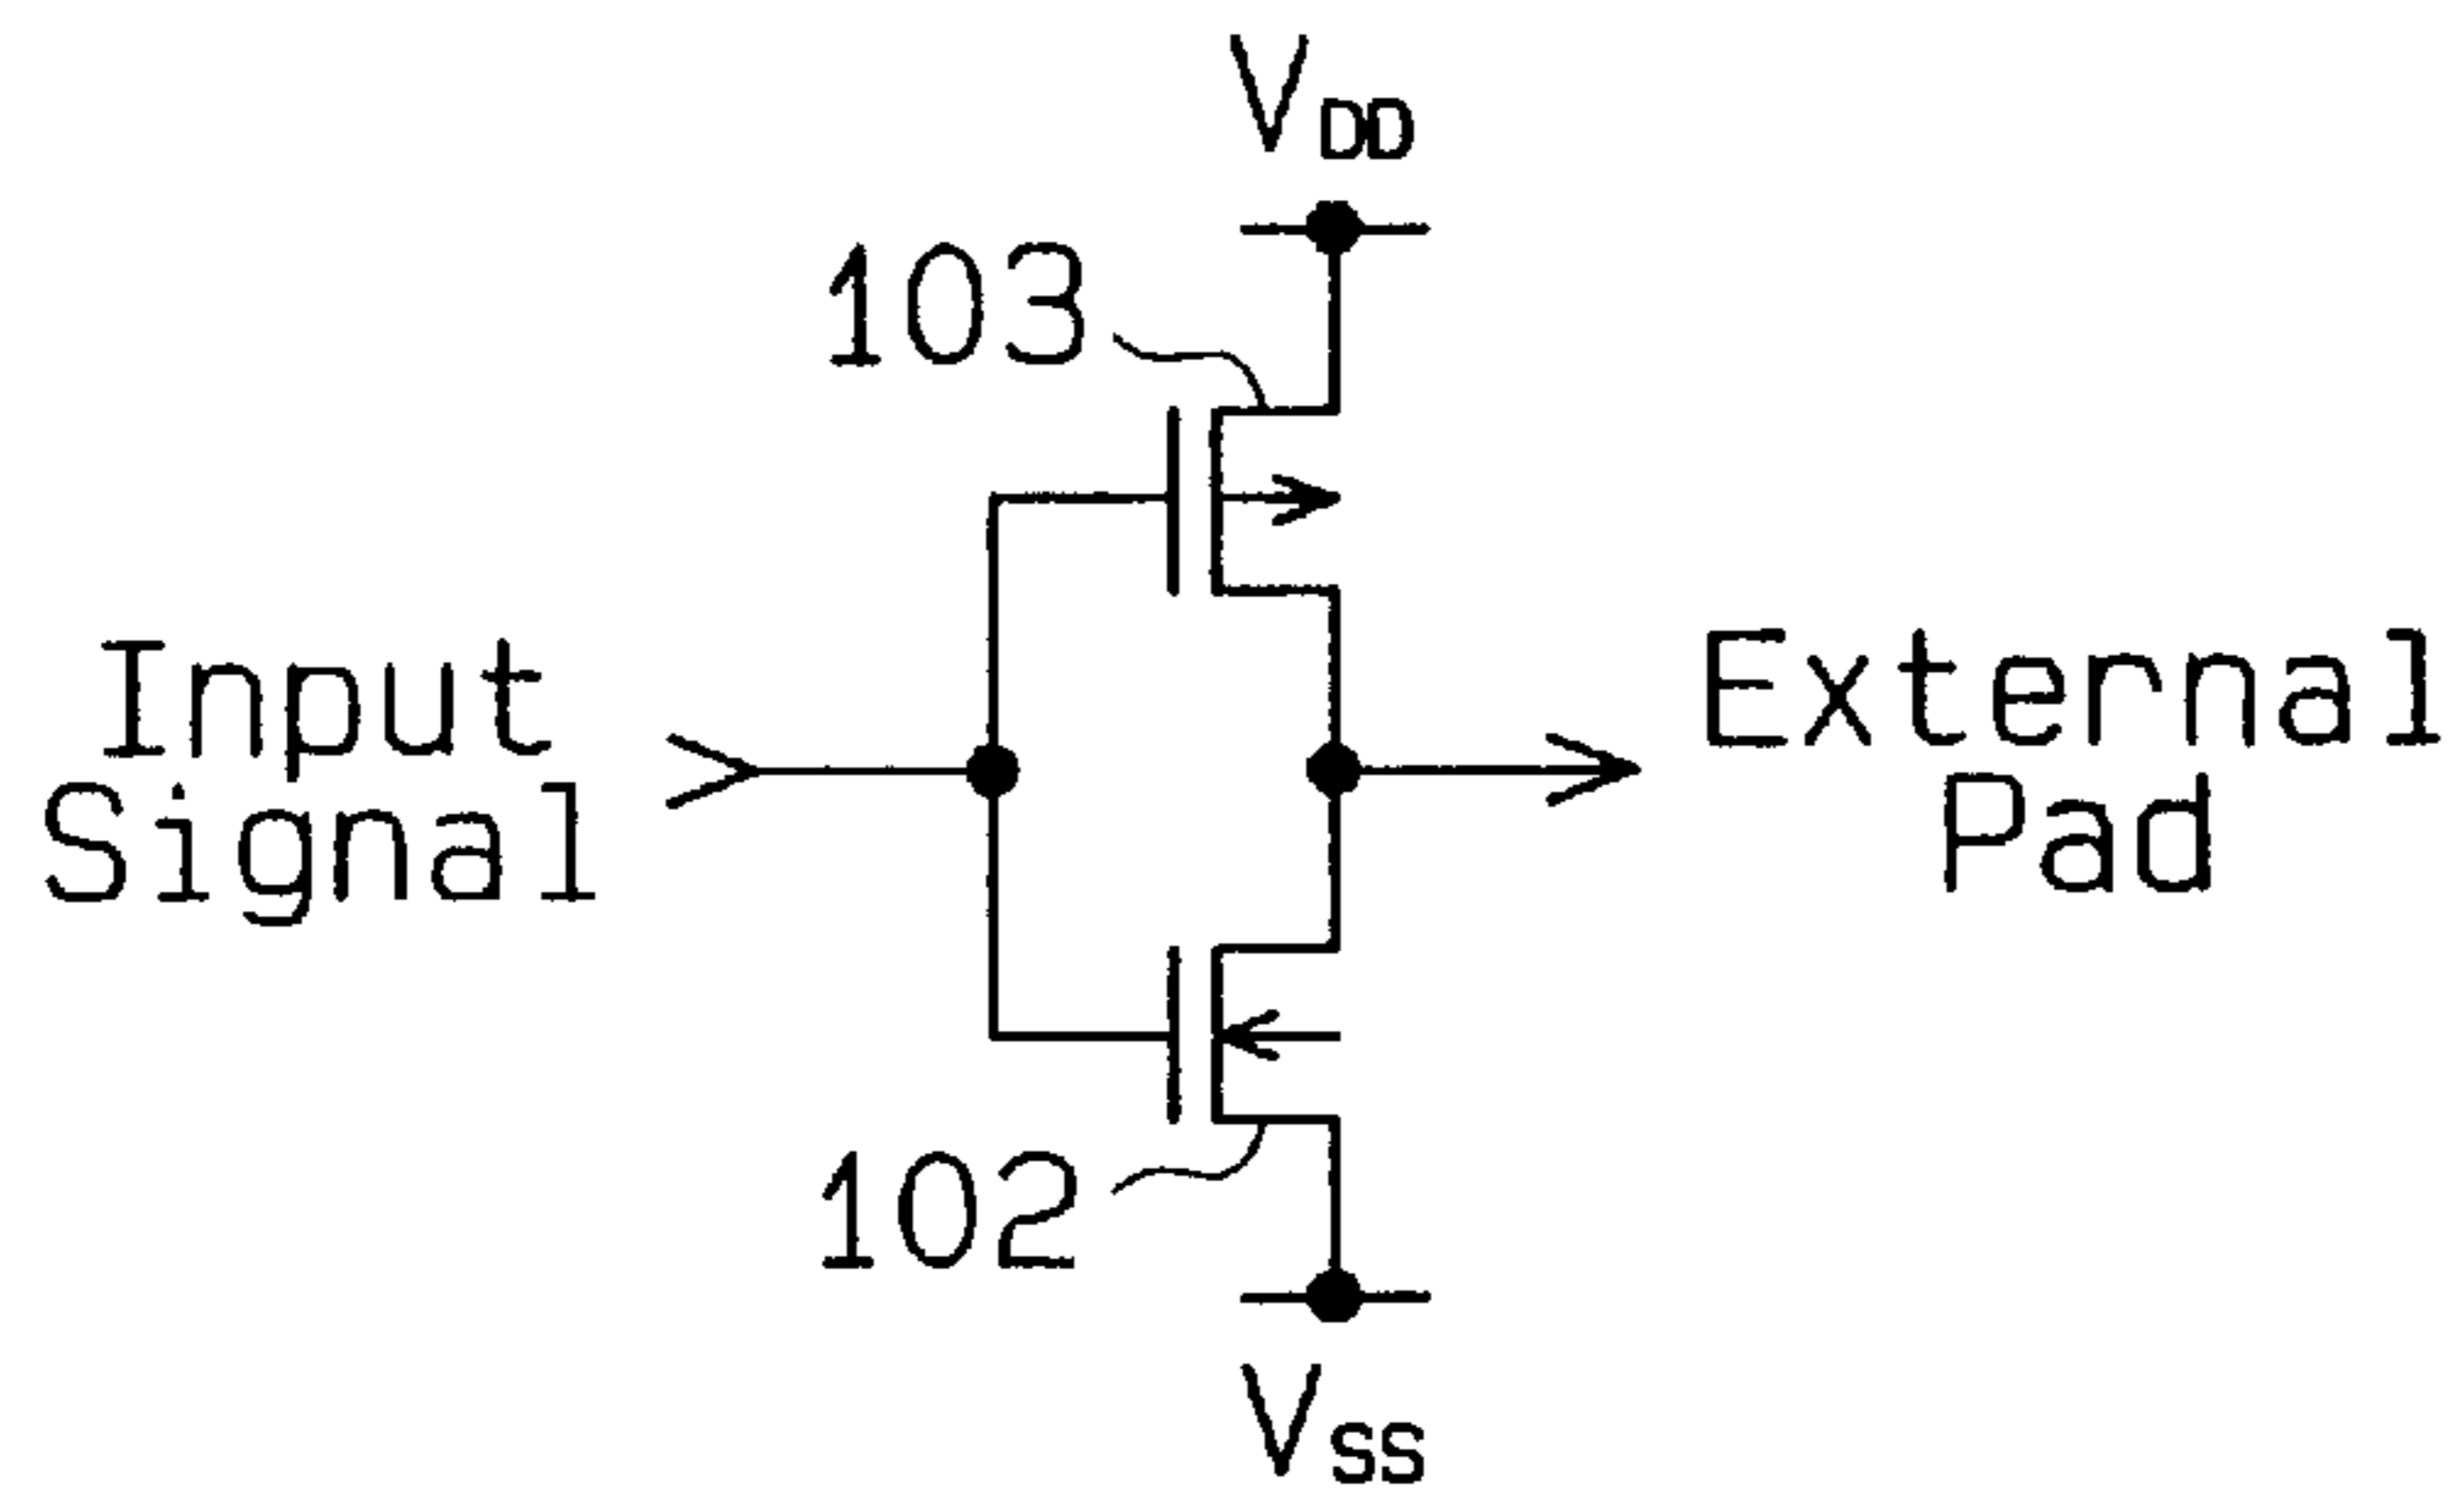 VDD
103
Input
Signal
External
Pad
102
VSS